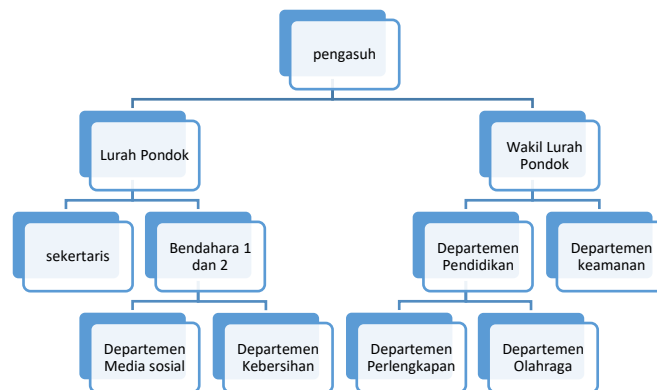 pengasuh
Lurah Pondok
Wakil Lurah
Pondok
sekertaris
Bendahara 1
dan 2
Departemen
Pendidikan
Departemen
keamanan
Departemen
Media sosial
Departemen
Kebersihan
Departemen
Perlengkapan
Departemen
Olahraga